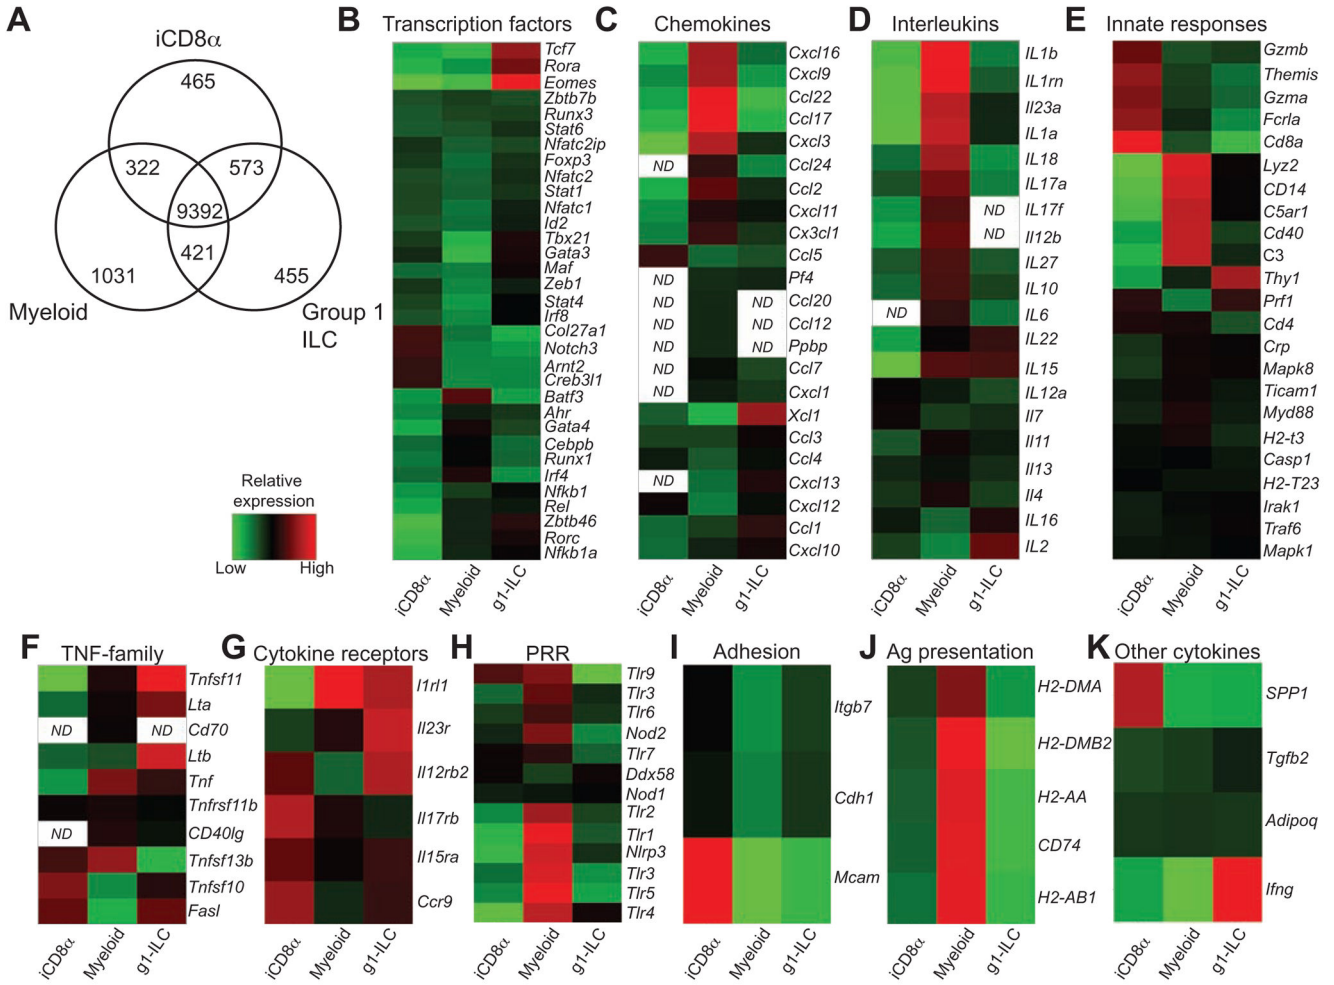 A
iCD8α
465
322
573
9392
421
1031
455
Myeloid
Group 1
ILC
Relative
expression
Low
High
B
Transcription factors
Tcf7
Rora
Eomes
Zbtb7b
Runx3
Stat6
Nfatc2ip
Foxp3
Nfatc2
Stat1
Nfatc1
Id2
Tbx21
Gata3
Maf
Zeb1
Stat4
Irf8
Col27a1
Notch3
Arnt2
Creb3l1
Batf3
Ahr
Gata4
Cebpb
Runx1
Irf4
Nfkb1
Rel
Zbtb46
Rorc
Nfkb1a
iCD8α
Myeloid
g1-ILC
C
Chemokines
Cxcl16
Cxcl9
Ccl22
Ccl17
Cxcl3
ND Ccl24
Ccl2
Cxcl11
Cx3cl1
Ccl5
ND Pf4
ND ND Ccl20
ND ND Ccl12
ND ND Ppbp
ND Ccl7
ND Cxcl1
Xcl1
Ccl3
Ccl4
ND Cxcl13
Cxcl12
Ccl1
Cxcl10
iCD8α
Myeloid
g1-ILC
D
Interleukins
IL1b
IL1rn
Il23a
IL1a
IL18
IL17a
ND IL17f
ND Il12b
IL27
IL10
ND IL6
IL22
IL15
IL12a
Il7
Il11
Il13
Il4
IL16
IL2
iCD8α
Myeloid
g1-ILC
E
Innate responses
Gzmb
Themis
Gzma
Fcrla
Cd8a
Lyz2
CD14
C5ar1
Cd40
C3
Thy1
Prf1
Cd4
Crp
Mapk8
Ticam1
Myd88
H2-t3
Casp1
H2-T23
Irak1
Traf6
Mapk1
iCD8α
Myeloid
g1-ILC
F
TNF-family
Tnfsf11
Lta
ND ND Cd70
Ltb
Tnf
Tnfrsf11b
ND CD40lg
Tnfsf13b
Tnfsf10
Fasl
iCD8α
Myeloid
g1-ILC
G
Cytokine receptors
I1rl1
Il23r
Il12rb2
Il17rb
Il15ra
Ccr9
iCD8α
Myeloid
g1-ILC
H
PRR
Tlr9
Tlr3
Tlr6
Nod2
Tlr7
Ddx58
Nod1
Tlr2
Tlr1
Nlrp3
Tlr3
Tlr5
Tlr4
iCD8α
Myeloid
g1-ILC
I
Adhesion
Itgb7
Cdh1
Mcam
iCD8α
Myeloid
g1-ILC
J
Ag presentation
H2-DMA
H2-DMB2
H2-AA
CD74
H2-AB1
iCD8α
Myeloid
g1-ILC
K
Other cytokines
SPP1
Tgfb2
Adipoq
Ifng
iCD8α
Myeloid
g1-ILC